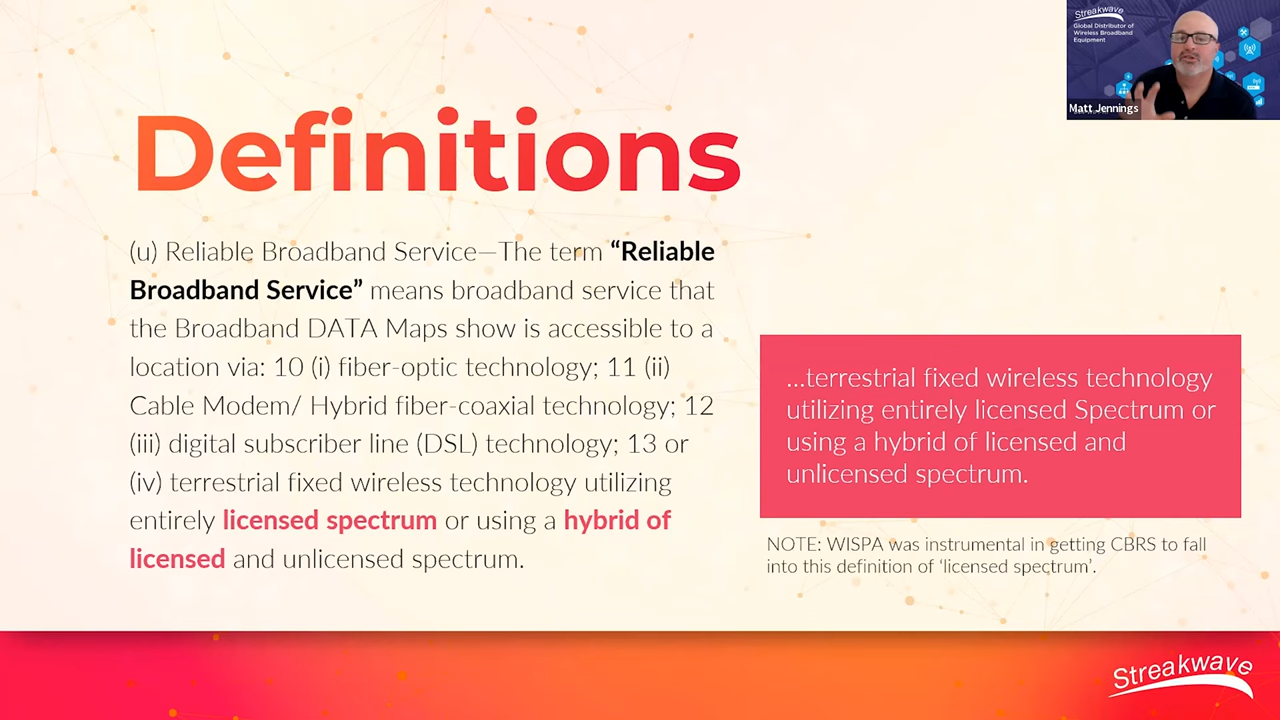 Streakwave
Global Distributor of
Wireless Broadband
Equipment
Matt Jennings
Definitions
(u) Reliable Broadband Service—The term “Reliable
Broadband Service” means broadband service that
the Broadband DATA Maps show is accessible to a
location via: 10 (i) fiber-optic technology; 11 (ii)
Cable Modem/ Hybrid fiber-coaxial technology; 12
(iii) digital subscriber line (DSL) technology; 13 or
(iv) terrestrial fixed wireless technology utilizing
entirely licensed spectrum or using a hybrid of
licensed and unlicensed spectrum.
...terrestrial fixed wireless technology
utilizing entirely licensed Spectrum or
using a hybrid of licensed and
unlicensed spectrum.
NOTE: WISPA was instrumental in getting CBRS to fall
into this definition of ‘licensed spectrum’.
Streakwave